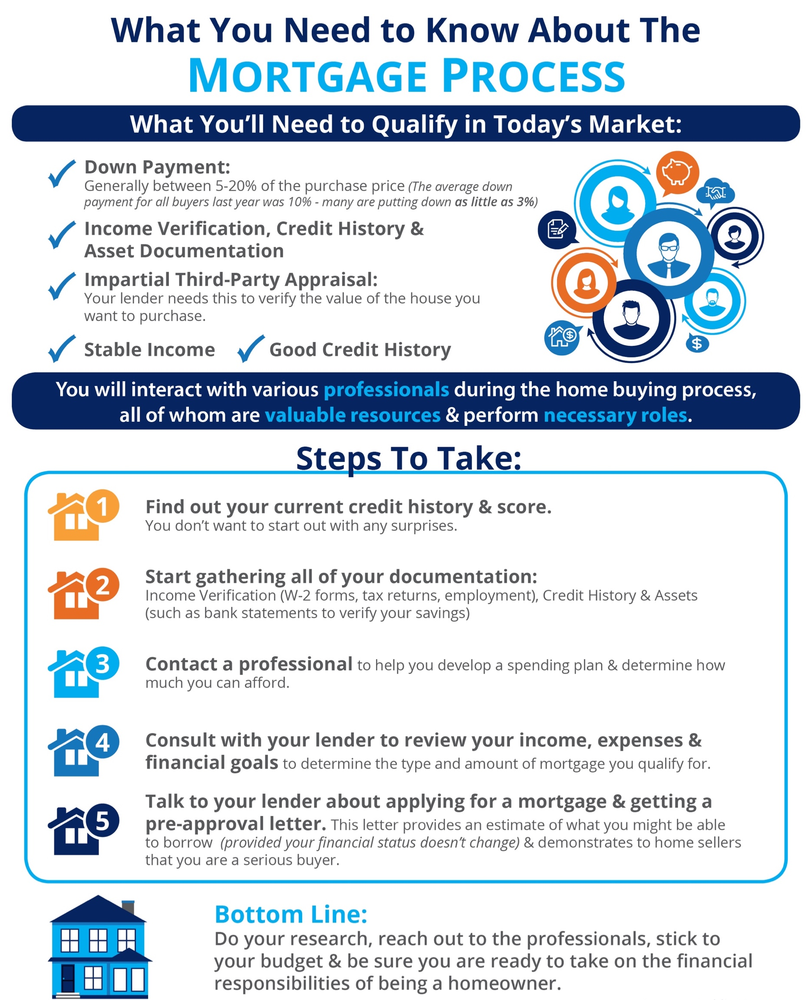 What You Need to Know About The
MORTGAGE PROCESS
What You'll Need to Qualify in Today's Market:
Down Payment:
Generally between 5-20% of the purchase price (The average down
payment for all buyers last year was 10% - many are putting down as little as 3%)
Income Verification, Credit History &
Asset Documentation
Impartial Third-Party Appraisal:
Your lender needs this to verify the value of the house you
want to purchase.
Stable Income
Good Credit History
$
$
You will interact with various professionals during the home buying process,
all of whom are valuable resources & perform necessary roles.
Steps To Take:
1
Find out your current credit history & score.
You don't want to start out with any surprises.
2
Start gathering all of your documentation:
Income Verification (W-2 forms, tax returns, employment), Credit History & Assets
(such as bank statements to verify your savings)
3
Contact a professional to help you develop a spending plan & determine how
much you can afford.
4
Consult with your lender to review your income, expenses &
financial goals to determine the type and amount of mortgage you qualify for.
5
Talk to your lender about applying for a mortgage & getting a
pre-approval letter. This letter provides an estimate of what you might be able
to borrow (provided your financial status doesn't change) & demonstrates to home sellers
that you are a serious buyer.
Bottom Line:
Do your research, reach out to the professionals, stick to
your budget & be sure you are ready to take on the financial
responsibilities of being a homeowner.